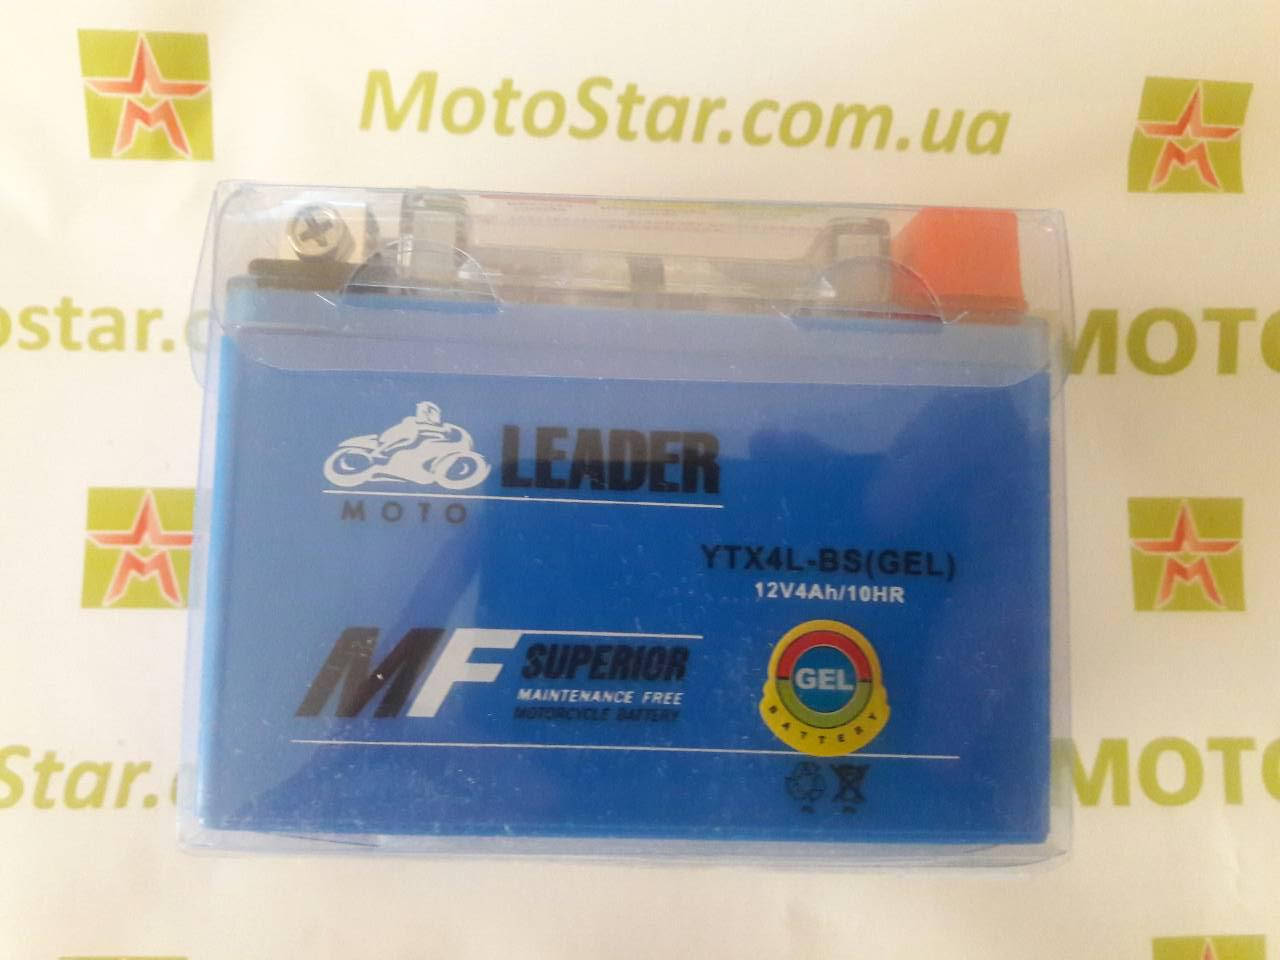 MotoStar.com.ua
ostar.c
MOTO
LEADER
MOTO
YTX4L-BS(GEL)
12V4Ah/10HR
MF SUPERIOR
MAINTENANCE FREE
MOTORCYCLE BATTERY
GEL
BATTERY
Star.c
MOTO